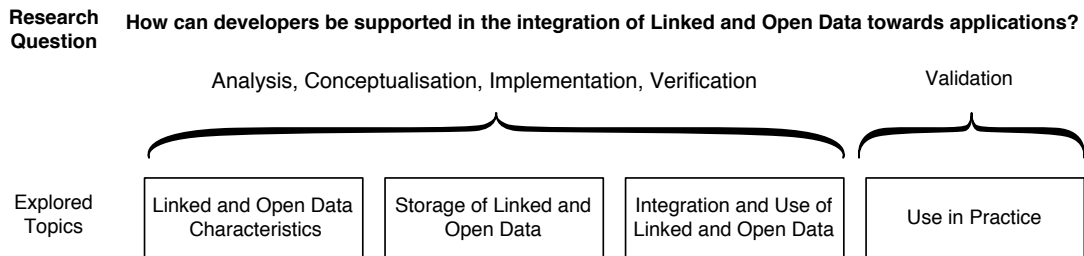 Research
Question
How can developers be supported in the integration of Linked and Open Data towards applications?
Analysis, Conceptualisation, Implementation, Verification
Validation
Explored
Topics
Linked and Open Data
Characteristics
Storage of Linked and
Open Data
Integration and Use of
Linked and Open Data
Use in Practice